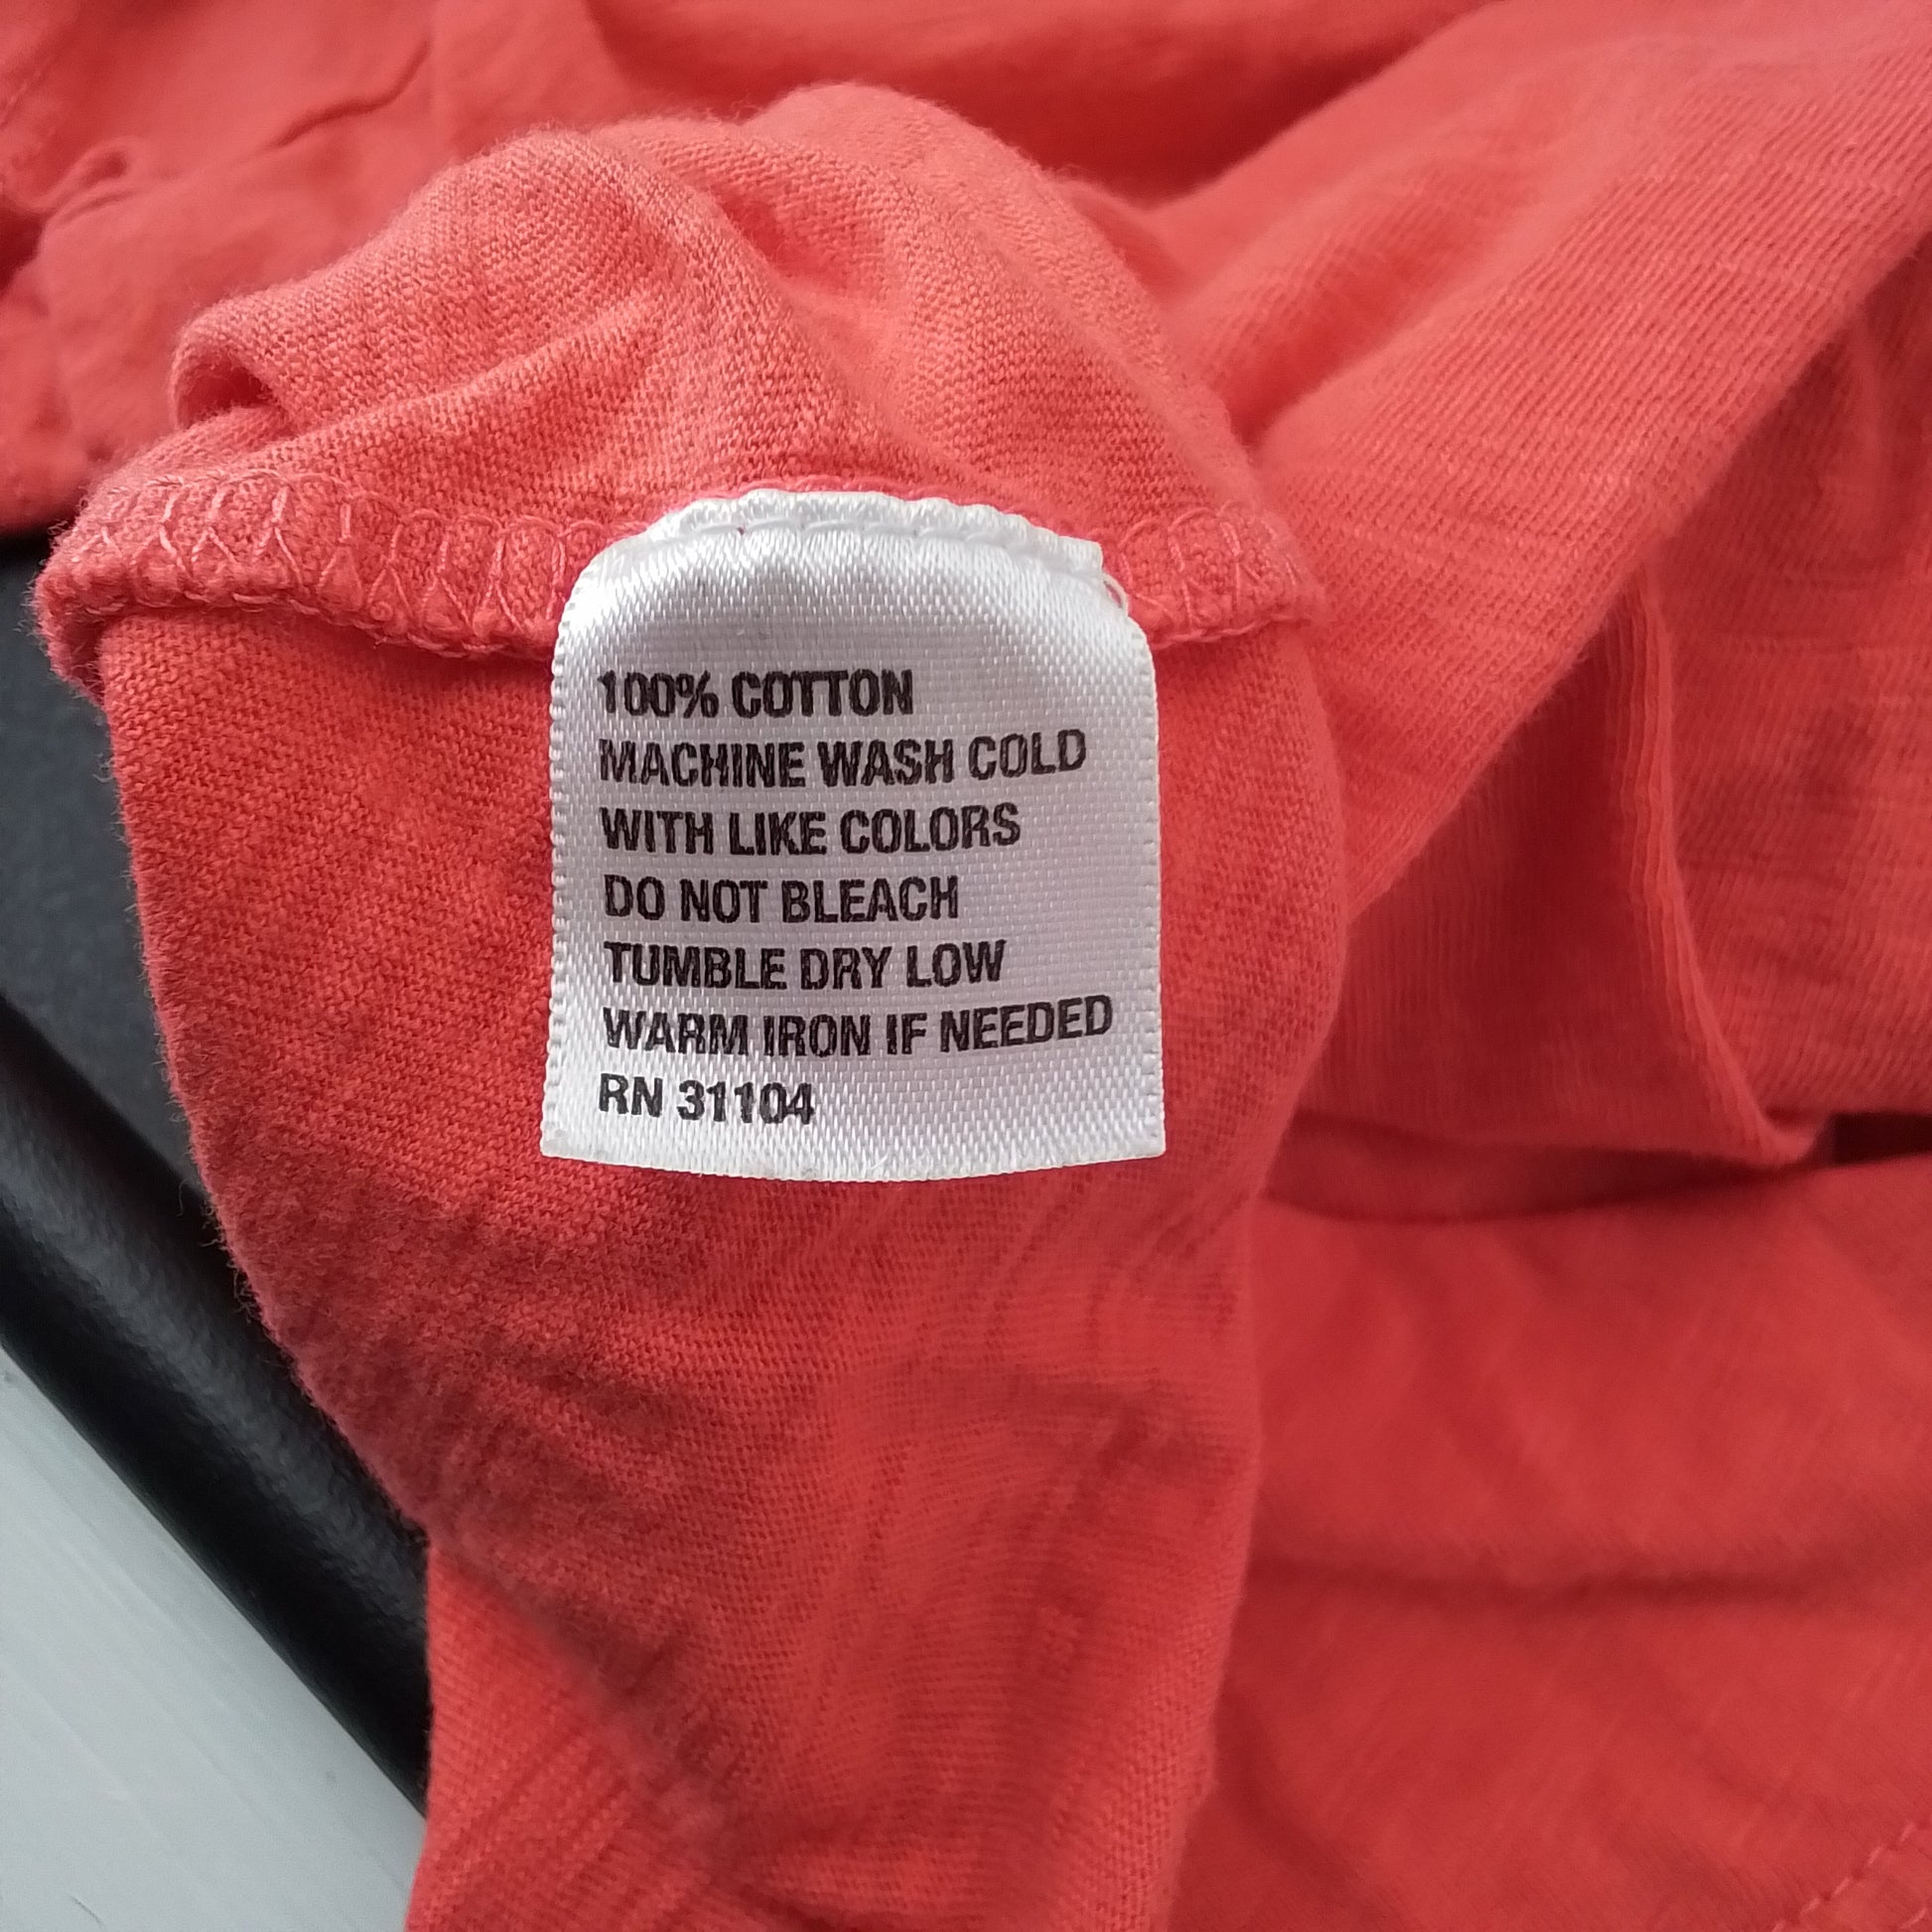 100% COTTON
MACHINE WASH COLD
WITH LIKE COLORS
DO NOT BLEACH
TUMBLE DRY LOW
WARM IRON IF NEEDED
RN 31104